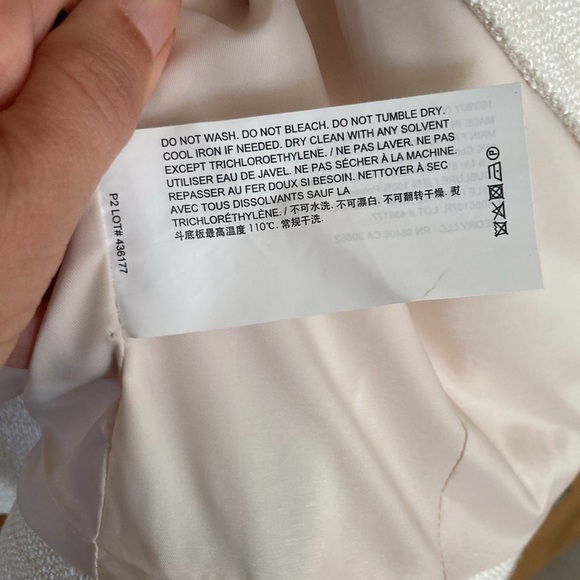 DO NOT WASH. DO NOT BLEACH. DO NOT TUMBLE DRY.
COOL IRON IF NEEDED. DRY CLEAN WITH ANY SOLVENT
EXCEPT TRICHLOROETHYLENE. / NE PAS LAVER. NE PAS
UTILISER EAU DE JAVEL. NE PAS SÉCHER À LA MACHINE.
REPASSER AU FER DOUX SI BESOIN. NETTOYER À SEC
AVEC TOUS DISSOLVANTS SAUF LA
TRICHLORÉTHYLÈNE. / 不可水洗. 不可漂白. 不可翻转干燥. 熨
斗底板最高温度 110℃. 常规干洗.
P2 LOT# 436177